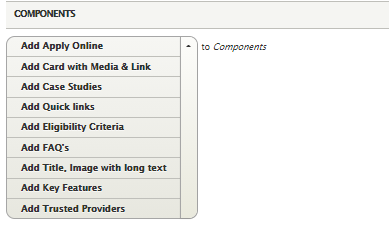 COMPONENTS
Add Apply Online to Components
Add Card with Media & Link
Add Case Studies
Add Quick links
Add Eligibility Criteria
Add FAQ's
Add Title, Image with long text
Add Key Features
Add Trusted Providers